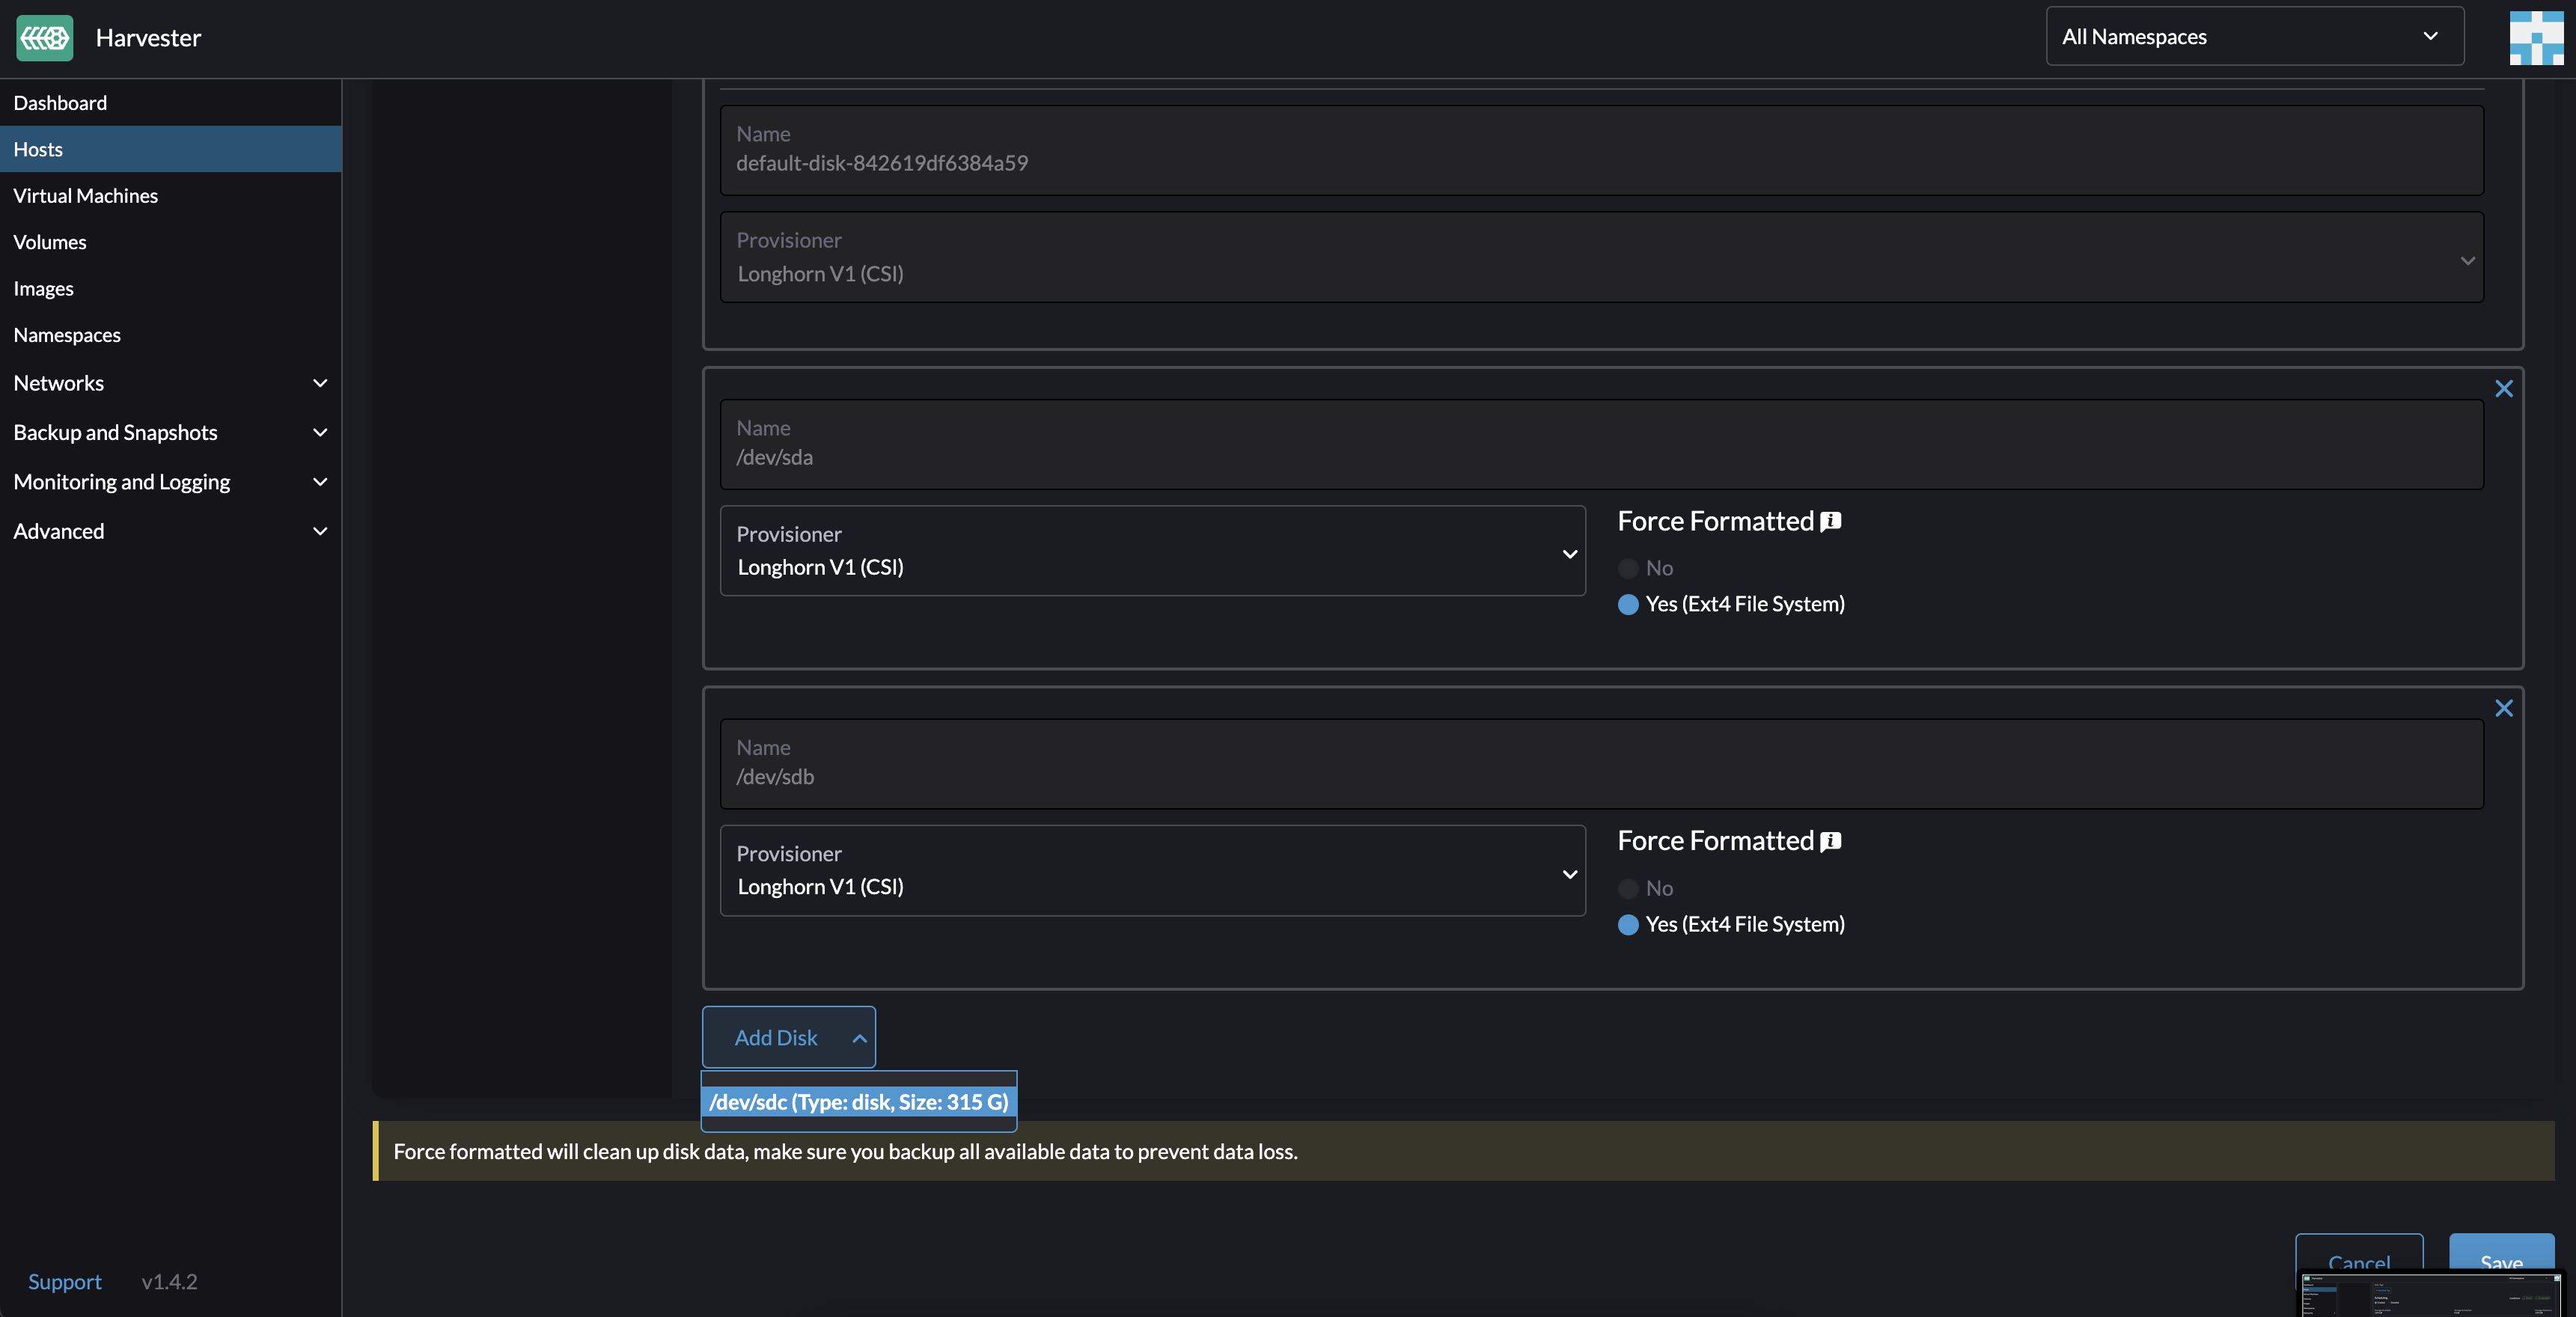 Harvester
All Namespaces
Dashboard
Hosts
Virtual Machines
Volumes
Images
Namespaces
Networks
Backup and Snapshots
Monitoring and Logging
Advanced
Support v1.4.2
Name
default-disk-842619df6384a59
Provisioner
Longhorn V1 (CSI)
Name
/dev/sda
Provisioner
Longhorn V1 (CSI)
Force Formatted
No
Yes (Ext4 File System)
Name
/dev/sdb
Provisioner
Longhorn V1 (CSI)
Force Formatted
No
Yes (Ext4 File System)
Add Disk
/dev/sdc (Type: disk, Size: 315 G)
Force formatted will clean up disk data, make sure you backup all available data to prevent data loss.
Cancel
Save